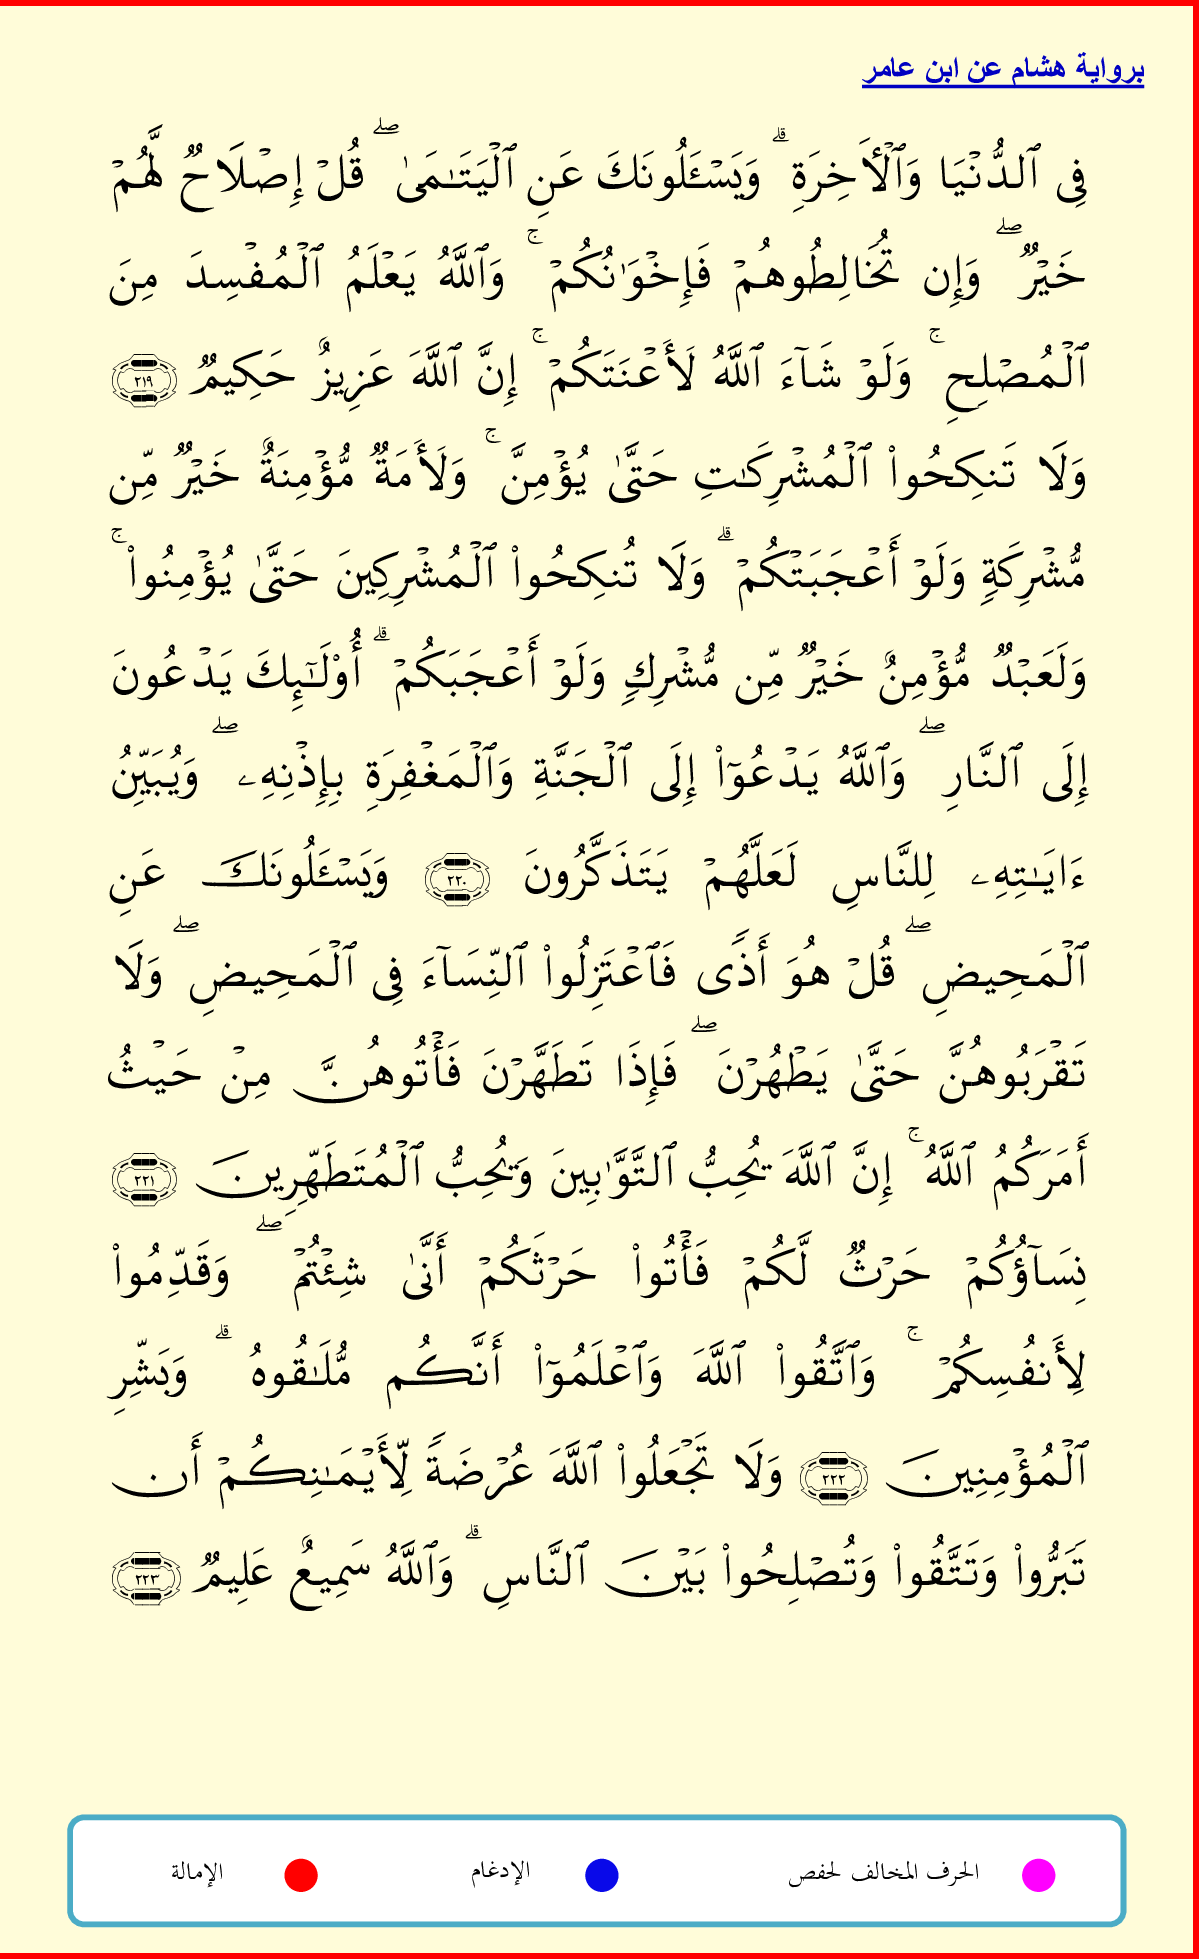 برواية هشام عن ابن عامر
فِي ٱلدُّنۡيَا وَٱلۡأٓخِرَةِۗ وَيَسۡـَٔلُونَكَ عَنِ ٱلۡيَتَٰمَىٰۖ قُلۡ إِصۡلَاحٞ لَّهُمۡ
خَيۡرٞۖ وَإِن تُخَالِطُوهُمۡ فَإِخۡوَٰنُكُمۡۚ وَٱللَّهُ يَعۡلَمُ ٱلۡمُفۡسِدَ مِنَ
ٱلۡمُصۡلِحِۚ وَلَوۡ شَآءَ ٱللَّهُ لَأَعۡنَتَكُمۡۚ إِنَّ ٱللَّهَ عَزِيزٌ حَكِيمٞ ٢١٩
وَلَا تَنكِحُواْ ٱلۡمُشۡرِكَٰتِ حَتَّىٰ يُؤۡمِنَّۚ وَلَأَمَةٞ مُّؤۡمِنَةٌ خَيۡرٞ مِّن
مُّشۡرِكَةٖ وَلَوۡ أَعۡجَبَتۡكُمۡۗ وَلَا تُنكِحُواْ ٱلۡمُشۡرِكِينَ حَتَّىٰ يُؤۡمِنُواْۚ
وَلَعَبۡدٞ مُّؤۡمِنٌ خَيۡرٞ مِّن مُّشۡرِكٖ وَلَوۡ أَعۡجَبَكُمۡۗ أُوْلَٰٓئِكَ يَدۡعُونَ
إِلَى ٱلنَّارِۖ وَٱللَّهُ يَدۡعُوٓاْ إِلَى ٱلۡجَنَّةِ وَٱلۡمَغۡفِرَةِ بِإِذۡنِهِۦۖ وَيُبَيِّنُ
ءَايَٰتِهِۦ لِلنَّاسِ لَعَلَّهُمۡ يَتَذَكَّرُونَ ٢٢٠ وَيَسۡـَٔلُونَكَ عَنِ
ٱلۡمَحِيضِۖ قُلۡ هُوَ أَذٗى فَٱعۡتَزِلُواْ ٱلنِّسَآءَ فِي ٱلۡمَحِيضِۖ وَلَا
تَقۡرَبُوهُنَّ حَتَّىٰ يَطۡهُرۡنَۖ فَإِذَا تَطَهَّرۡنَ فَأۡتُوهُنَّ مِنۡ حَيۡثُ
أَمَرَكُمُ ٱللَّهُۚ إِنَّ ٱللَّهَ يُحِبُّ ٱلتَّوَّٰبِينَ وَيُحِبُّ ٱلۡمُتَطَهِّرِينَ ٢٢١
نِسَآؤُكُمۡ حَرۡثٞ لَّكُمۡ فَأۡتُواْ حَرۡثَكُمۡ أَنَّىٰ شِئۡتُمۡۖ وَقَدِّمُواْ
لِأَنفُسِكُمۡۚ وَٱتَّقُواْ ٱللَّهَ وَٱعۡلَمُوٓاْ أَنَّكُم مُّلَٰقُوهُۗ وَبَشِّرِ
ٱلۡمُؤۡمِنِينَ ٢٢٢ وَلَا تَجۡعَلُواْ ٱللَّهَ عُرۡضَةٗ لِّأَيۡمَٰنِكُمۡ أَن
تَبَرُّواْ وَتَتَّقُواْ وَتُصۡلِحُواْ بَيۡنَ ٱلنَّاسِۗ وَٱللَّهُ سَمِيعٌ عَلِيمٞ ٢٢٣
الحرف المخالف لحفص الإدغام الإمالة